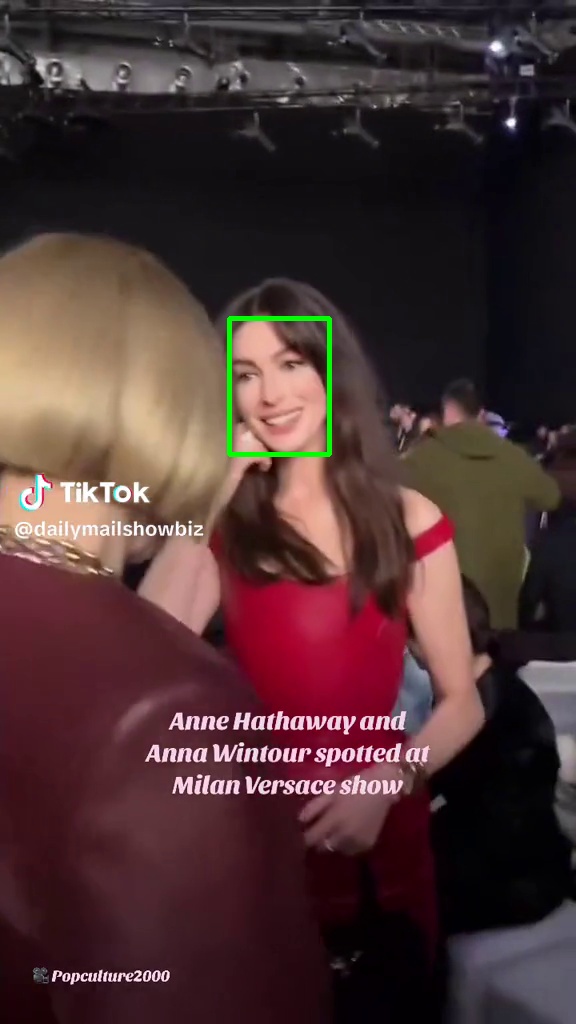 TikTok
@dailymailshowbiz
Anne Hathaway and
Anna Wintour spotted at
Milan Versace show
Popculture2000